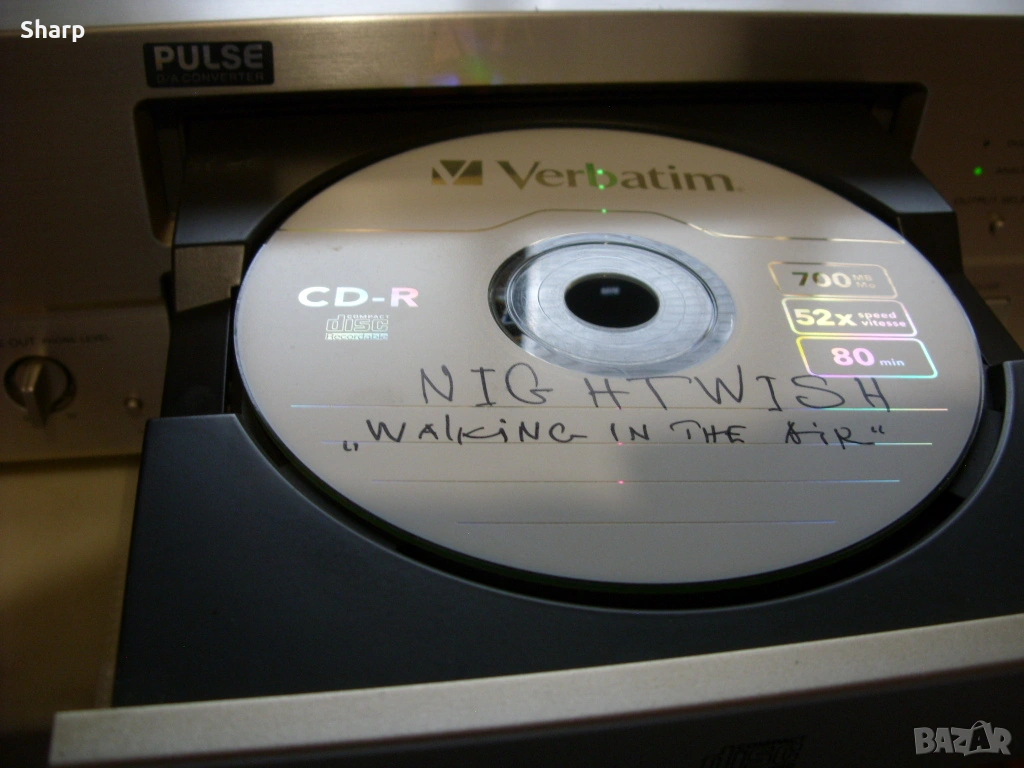 Sharp
PULSE
D/A CONVERTER
Verbatim
CD-R
COMPACT
disc
Recordable
700 MB
Mo
52x speed
vitesse
80 min
NIGHTWISH
„WALKING IN THE AIR"
BAZAR